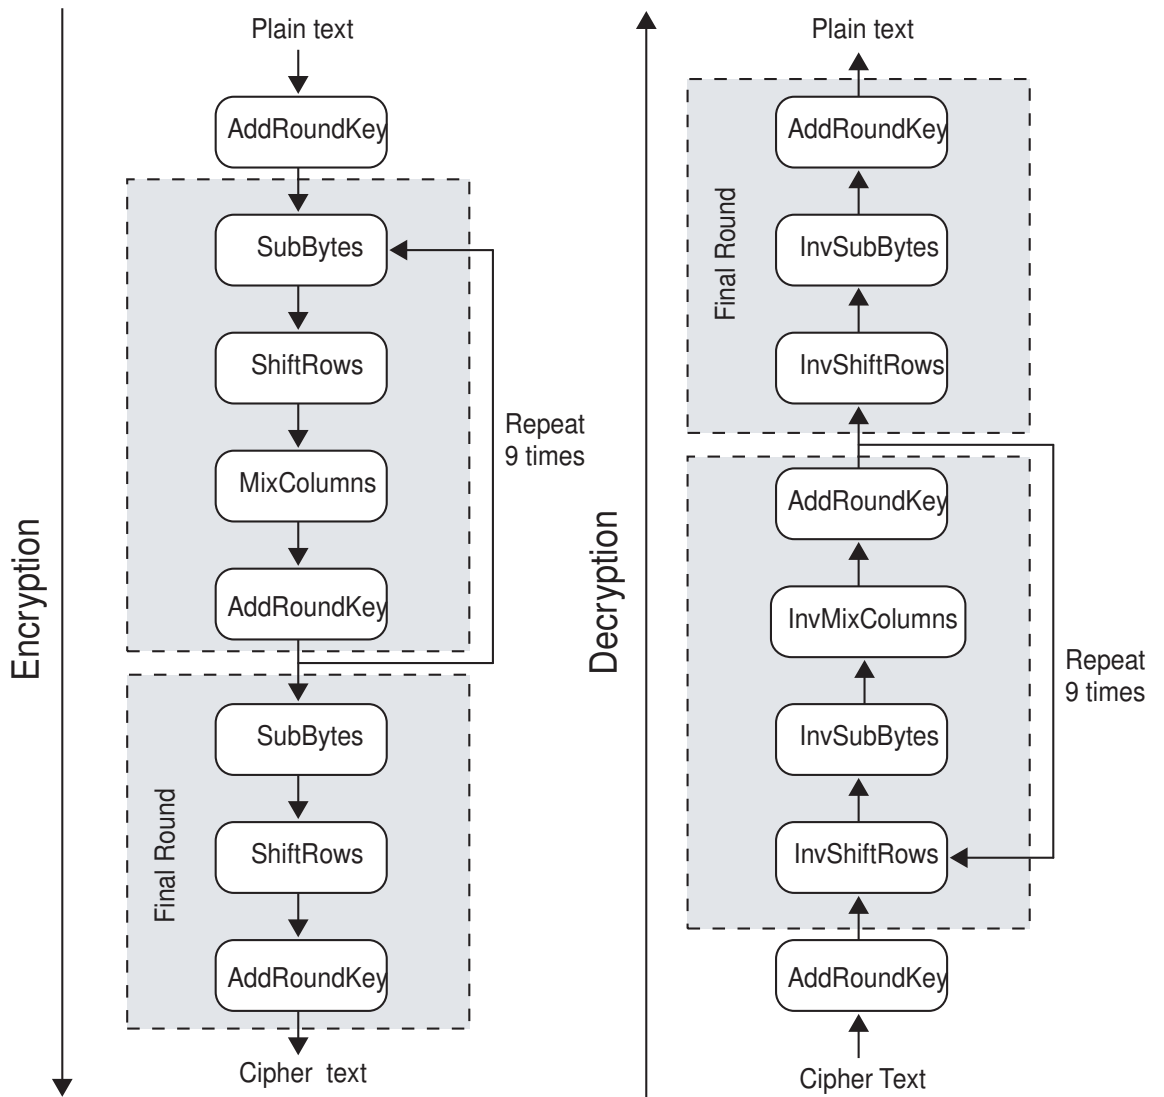 Encryption
Plain text
AddRoundKey
SubBytes
ShiftRows
MixColumns
AddRoundKey
Repeat
9 times
Final Round
SubBytes
ShiftRows
AddRoundKey
Cipher text
Decryption
Plain text
Final Round
AddRoundKey
InvSubBytes
InvShiftRows
AddRoundKey
InvMixColumns
InvSubBytes
InvShiftRows
Repeat
9 times
AddRoundKey
Cipher Text